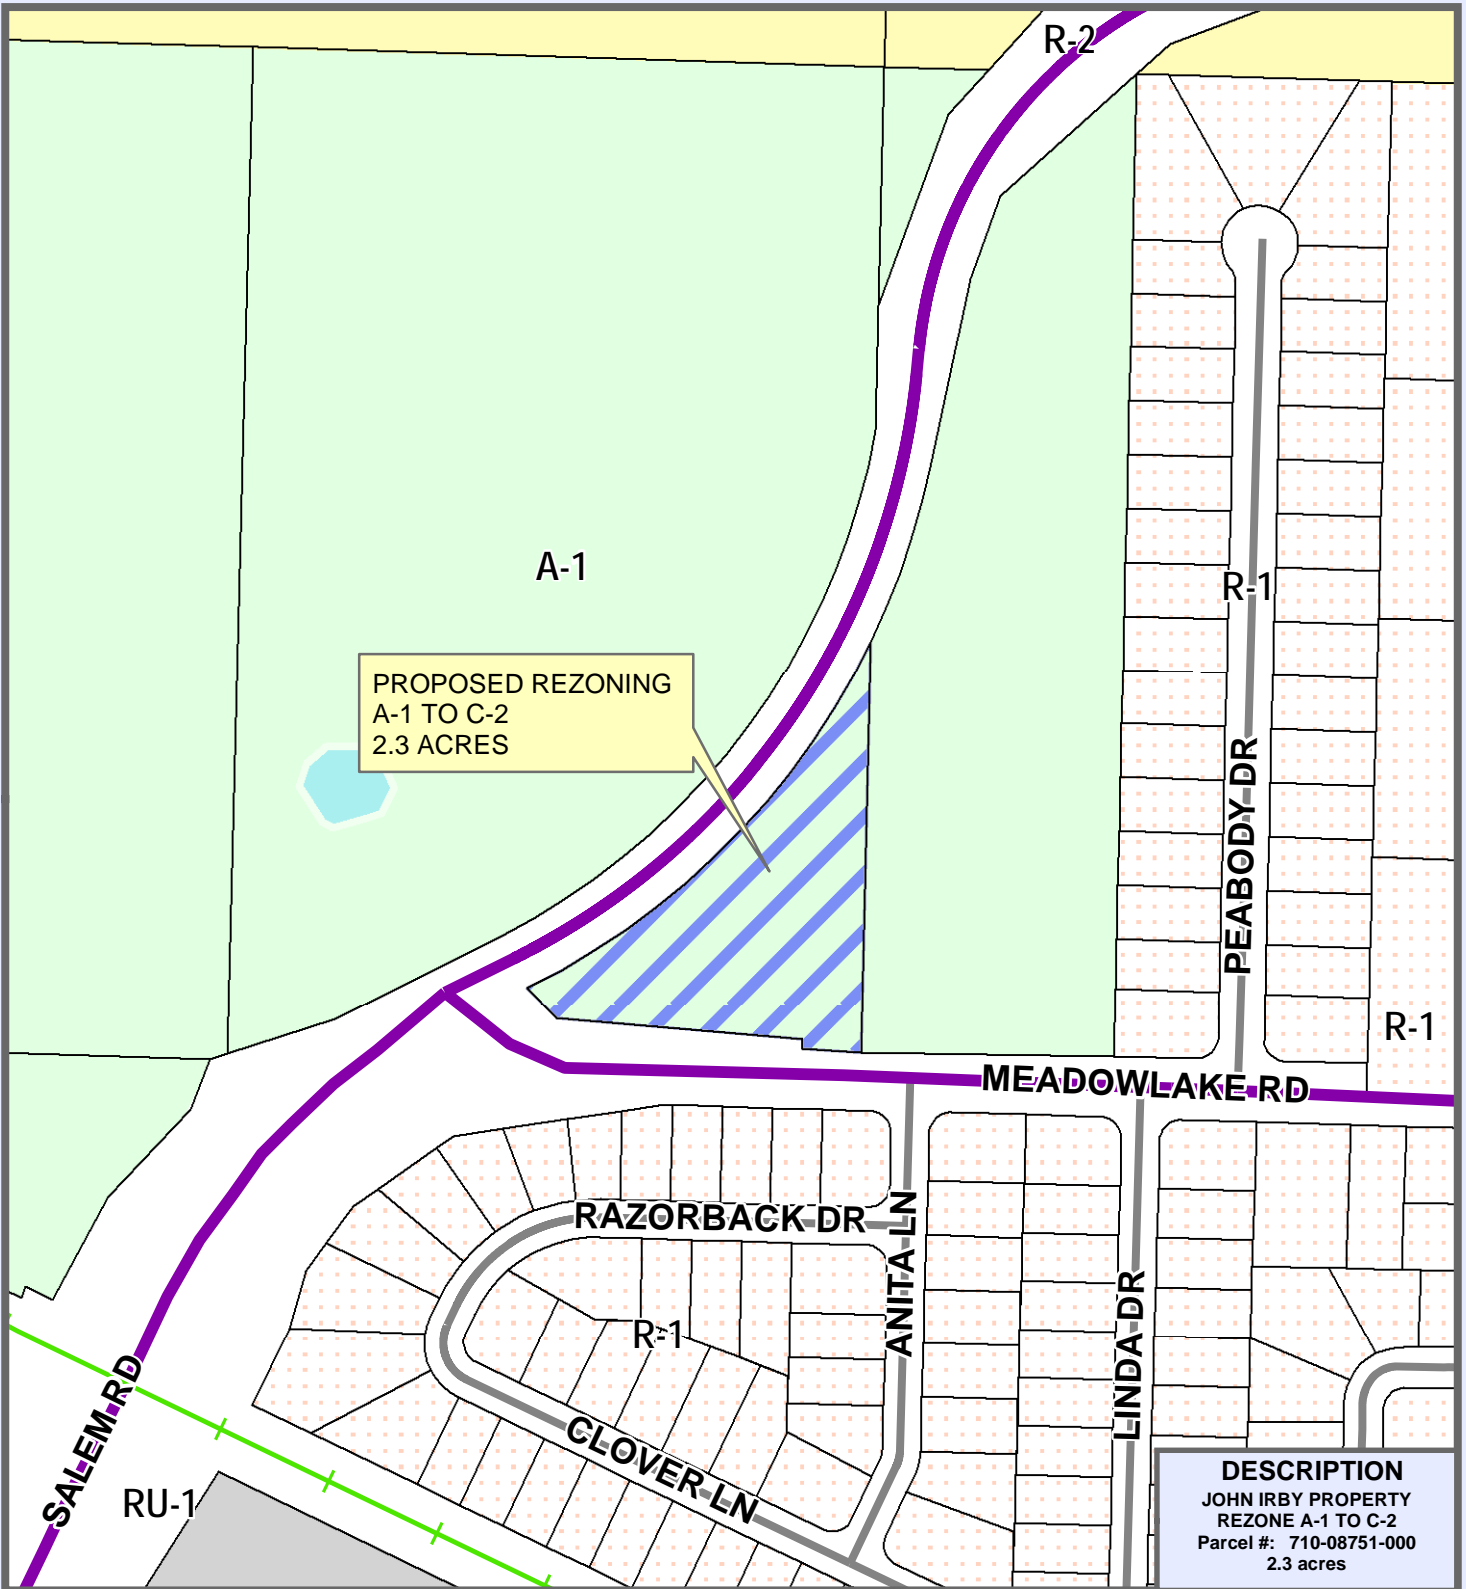 R-2
A-1
R-1
PROPOSED REZONING
A-1 TO C-2
2.3 ACRES
PEABODY DR
R-1
MEADOWLAKE RD
RAZORBACK DR
ANITA LN
LINDA DR
R-1
SALEM RD
CLOVER LN
RU-1
DESCRIPTION
JOHN IRBY PROPERTY
REZONE A-1 TO C-2
Parcel #: 710-08751-000
2.3 acres